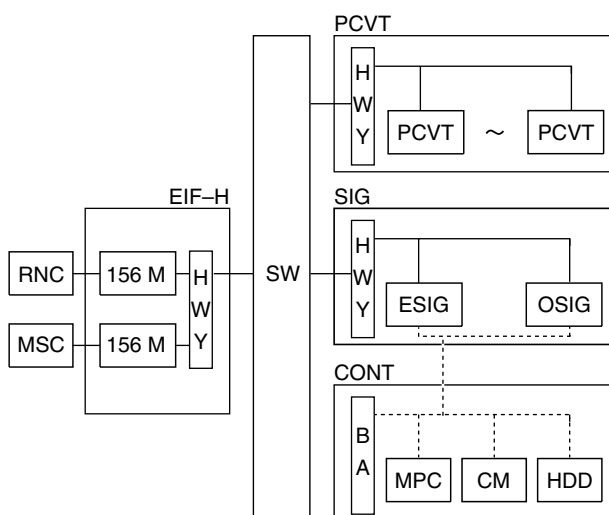 PCVT
H
W
Y
PCVT ~ PCVT
EIF–H
RNC
156 M
MSC
156 M
H
W
Y
SW
SIG
H
W
Y
ESIG
OSIG
CONT
B
A
MPC
CM
HDD